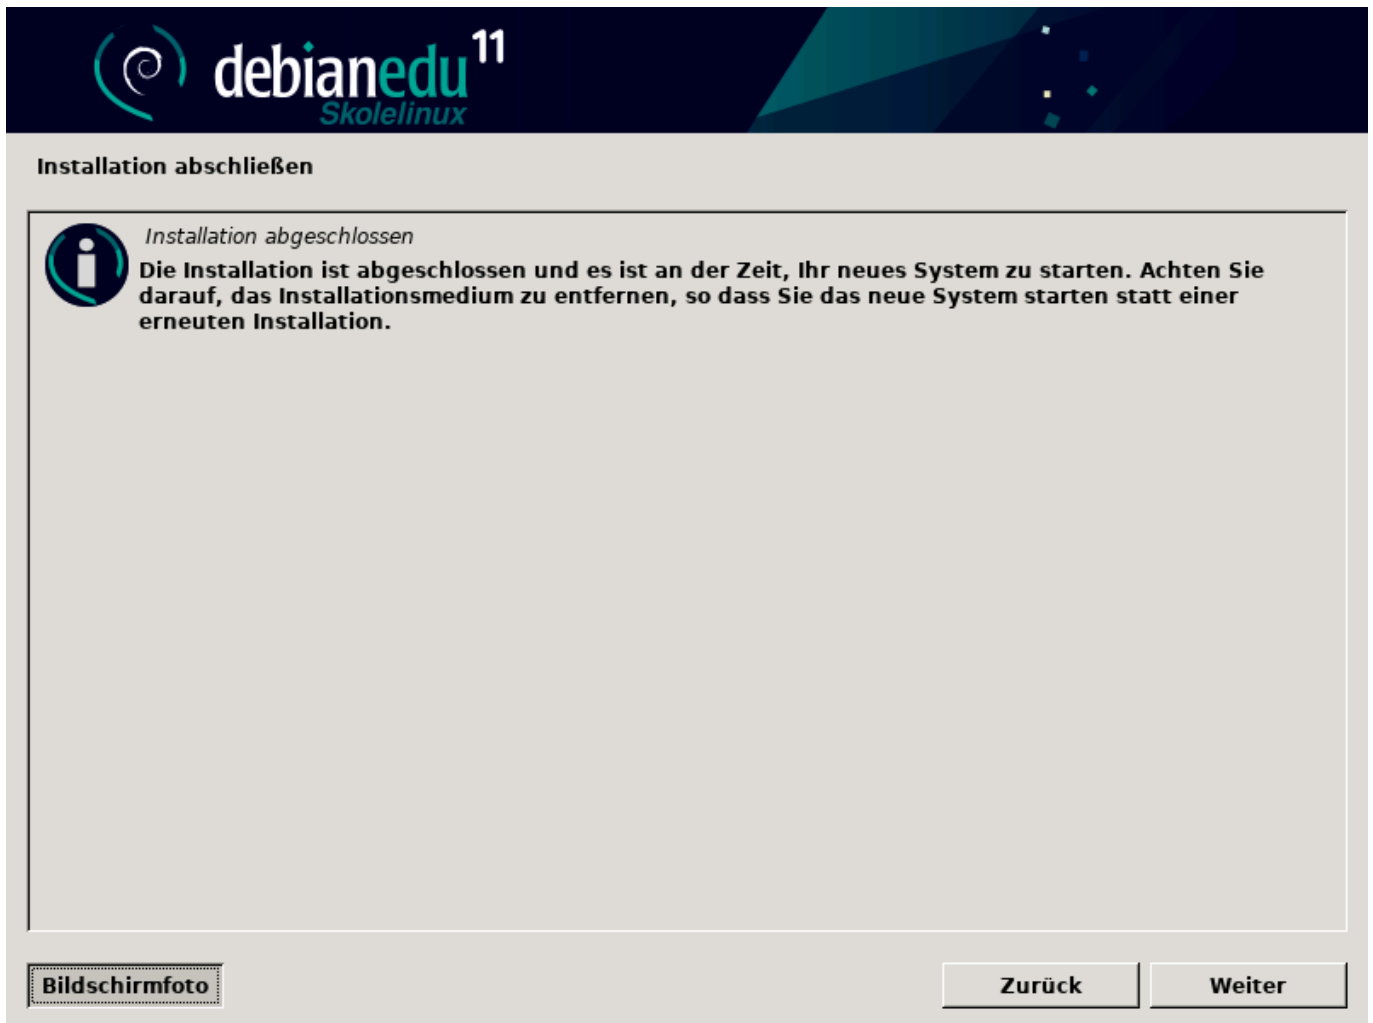 debianedu 11
Skolelinux
Installation abschließen
Installation abgeschlossen
Die Installation ist abgeschlossen und es ist an der Zeit, Ihr neues System zu starten. Achten Sie
darauf, das Installationsmedium zu entfernen, so dass Sie das neue System starten statt einer
erneuten Installation.
Bildschirmfoto
Zurück
Weiter